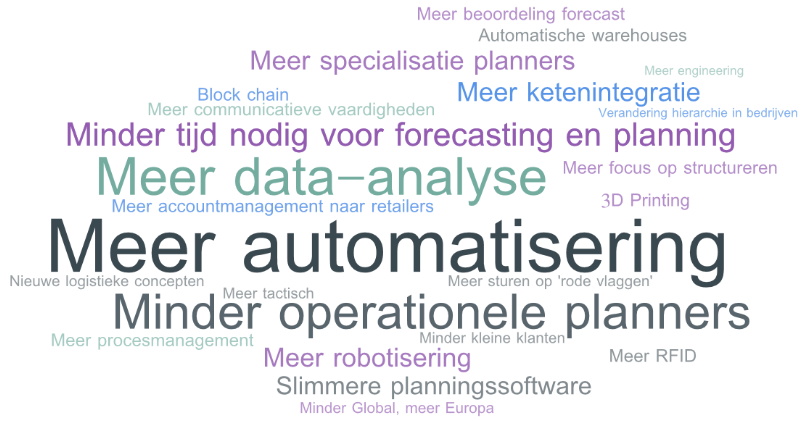 Meer beoordeling forecast
Automatische warehouses
Meer specialisatie planners
Meer engineering
Block chain
Meer ketenintegratie
Meer communicatieve vaardigheden
Verandering hierarchie in bedrijven
Minder tijd nodig voor forecasting en planning
Meer data-analyse
Meer focus op structureren
Meer accountmanagement naar retailers
3D Printing
Meer automatisering
Nieuwe logistieke concepten
Meer sturen op 'rode vlaggen'
Meer tactisch
Minder operationele planners
Meer procesmanagement
Minder kleine klanten
Meer robotisering
Meer RFID
Slimmere planningssoftware
Minder Global, meer Europa